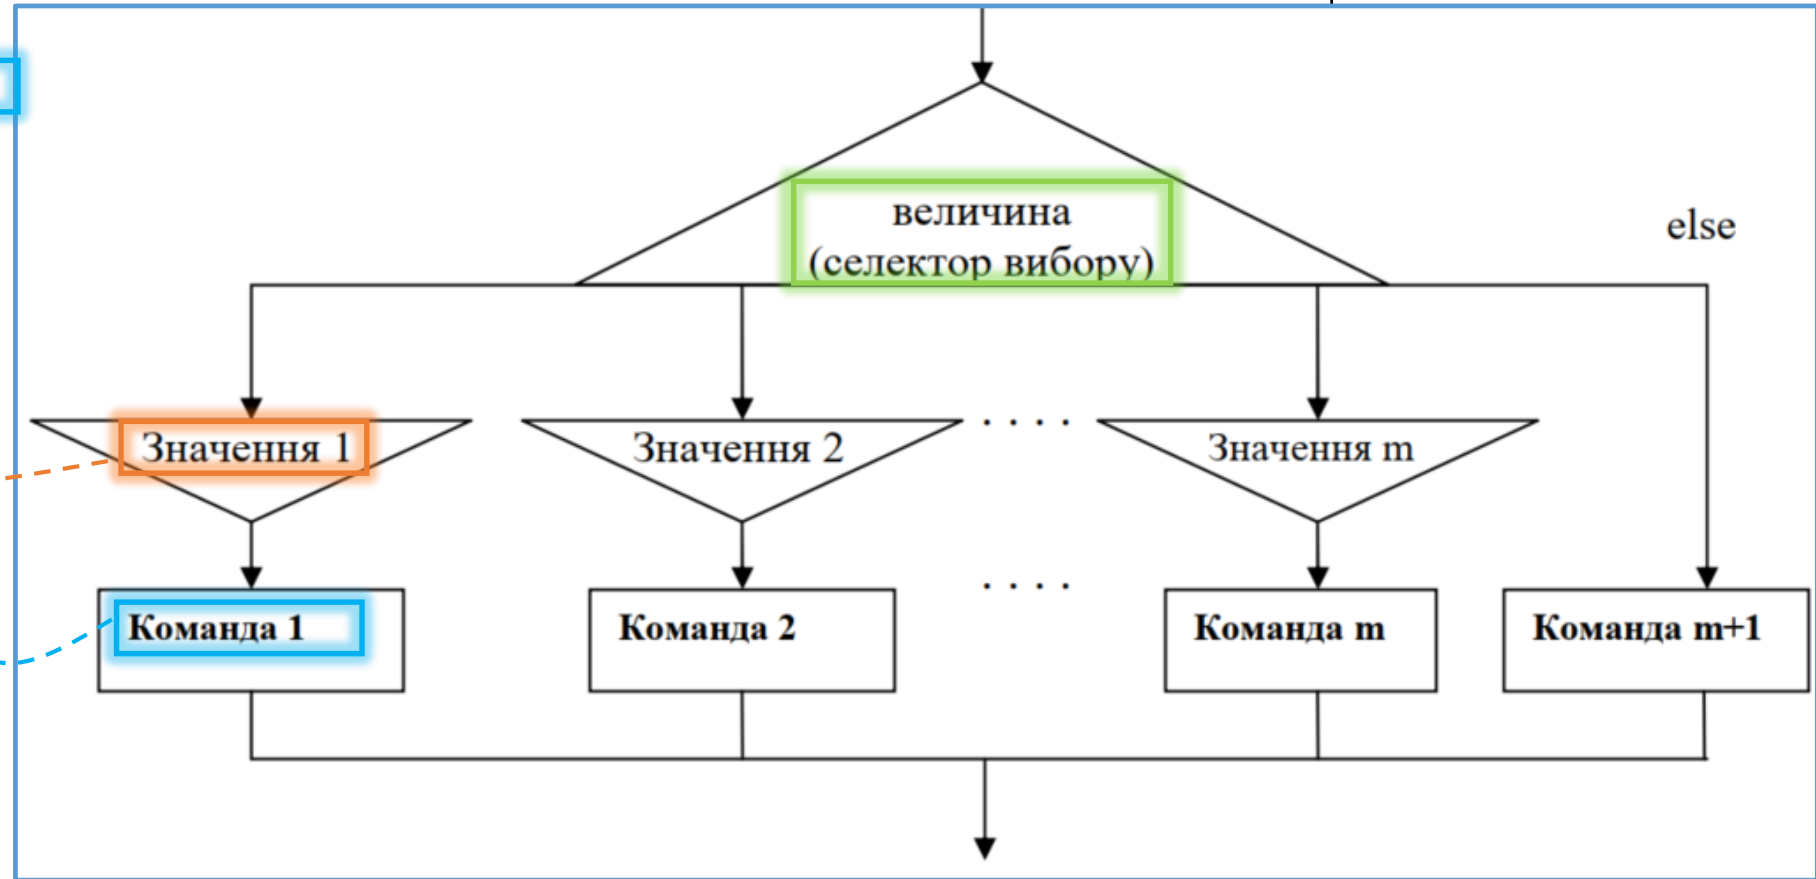 величина
(селектор вибору)
else
Значення 1
Значення 2
. . . .
Значення m
Команда 1
Команда 2
. . . .
Команда m
Команда m+1